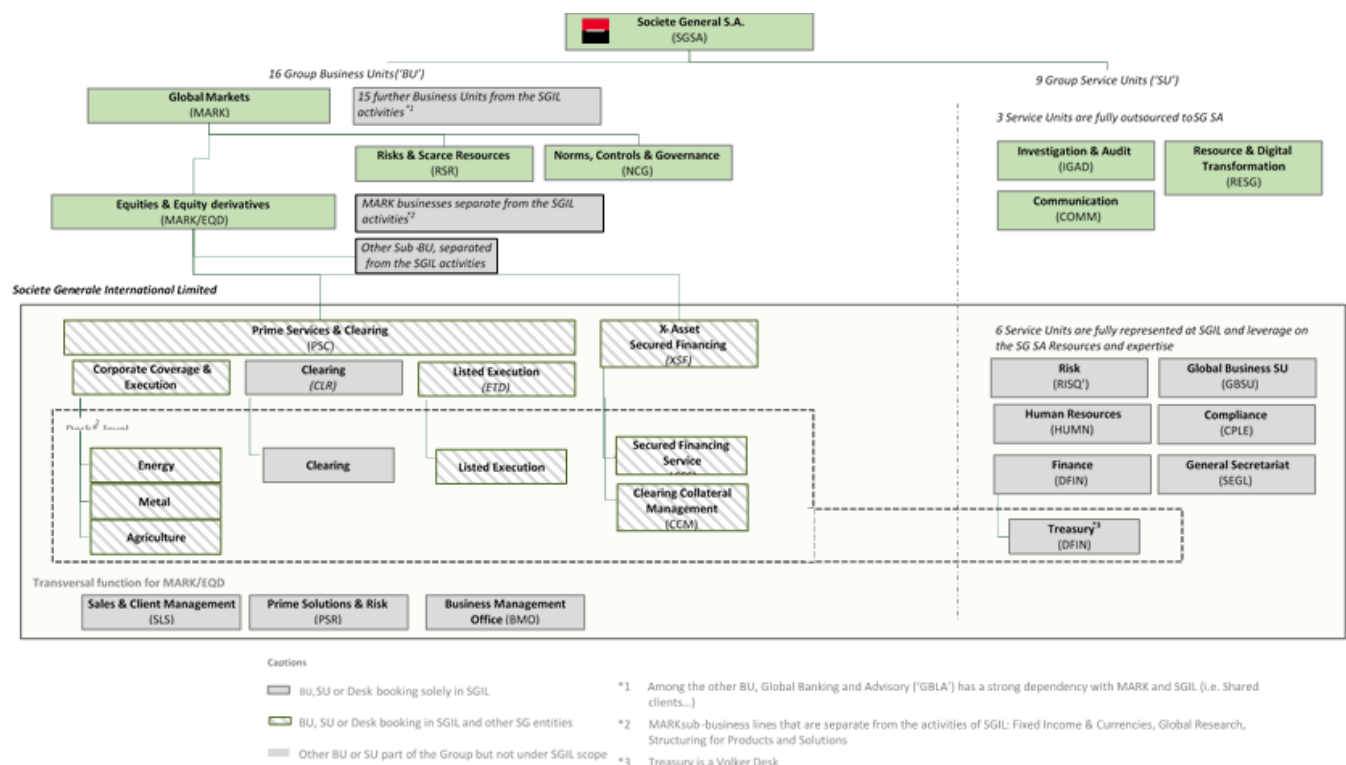 Societe General S.A.
(SGSA)
16 Group Business Units('BU')
9 Group Service Units ('SU')
Global Markets
(MARK)
15 further Business Units from the SGIL
activities*1
3 Service Units are fully outsourced to SG SA
Risks & Scarce Resources
(RSR)
Norms, Controls & Governance
(NCG)
Investigation & Audit
(IGAD)
Resource & Digital
Transformation
(RESG)
Communication
(COMM)
Equities & Equity derivatives
(MARK/EQD)
MARK businesses separate from the SGIL
activities*2
Other Sub-BU, separated
from the SGIL activities
Societe Generale International Limited
Prime Services & Clearing
(PSC)
X-Asset
Secured Financing
(XSF)
6 Service Units are fully represented at SGIL and leverage on
the SG SA Resources and expertise
Corporate Coverage &
Execution
Clearing
(CLR)
Listed Execution
(ETD)
Risk
(RISQ')
Global Business SU
(GBSU)
Human Resources
(HUMN)
Compliance
(CPLE)
Finance
(DFIN)
General Secretariat
(SEGL)
Treasury*3
(DFIN)
Energy
Metal
Agriculture
Clearing
Listed Execution
Secured Financing
Service
Clearing Collateral
Management
(CCM)
Transversal function for MARK/EQD
Sales & Client Management
(SLS)
Prime Solutions & Risk
(PSR)
Business Management
Office (BMO)
Captions
BU, SU or Desk booking solely in SGIL
BU, SU or Desk booking in SGIL and other SG entities
Other BU or SU part of the Group but not under SGIL scope
*1 Among the other BU, Global Banking and Advisory ('GBLA') has a strong dependency with MARK and SGIL (i.e. Shared
clients...)
*2 MARKsub-business lines that are separate from the activities of SGIL: Fixed Income & Currencies, Global Research,
Structuring for Products and Solutions
*3 Treasury is a Volker Desk